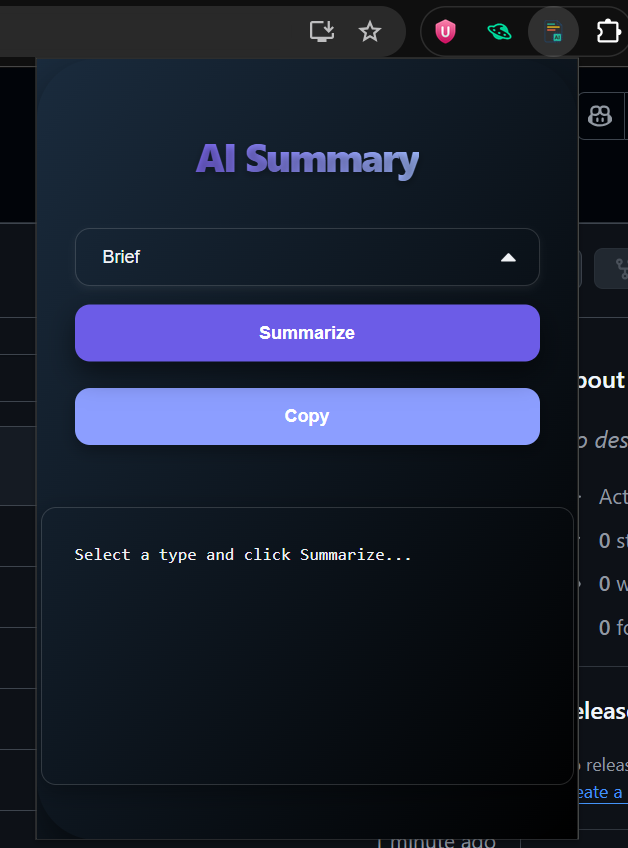 AI Summary
Brief
Summarize
Copy
Select a type and click Summarize...
bout
des
Act
0 st
0 w
0 fo
elease
releas
eate a
1 minute ago